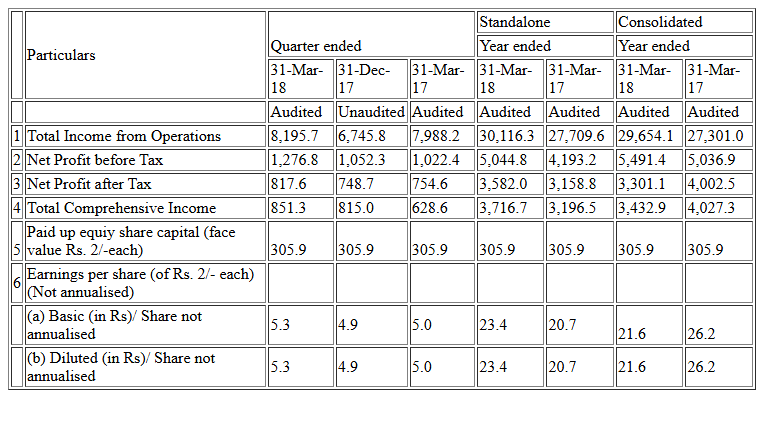 Standalone Consolidated
Particulars Quarter ended Year ended Year ended
31-Mar-18 31-Dec-17 31-Mar-17 31-Mar-18 31-Mar-17 31-Mar-18 31-Mar-17
Audited Unaudited Audited Audited Audited Audited Audited
1 Total Income from Operations 8,195.7 6,745.8 7,988.2 30,116.3 27,709.6 29,654.1 27,301.0
2 Net Profit before Tax 1,276.8 1,052.3 1,022.4 5,044.8 4,193.2 5,491.4 5,036.9
3 Net Profit after Tax 817.6 748.7 754.6 3,582.0 3,158.8 3,301.1 4,002.5
4 Total Comprehensive Income 851.3 815.0 628.6 3,716.7 3,196.5 3,432.9 4,027.3
5 Paid up equiy share capital (face
value Rs. 2/-each) 305.9 305.9 305.9 305.9 305.9 305.9 305.9
6 Earnings per share (of Rs. 2/- each)
(Not annualised)
(a) Basic (in Rs)/ Share not
annualised 5.3 4.9 5.0 23.4 20.7 21.6 26.2
(b) Diluted (in Rs)/ Share not
annualised 5.3 4.9 5.0 23.4 20.7 21.6 26.2